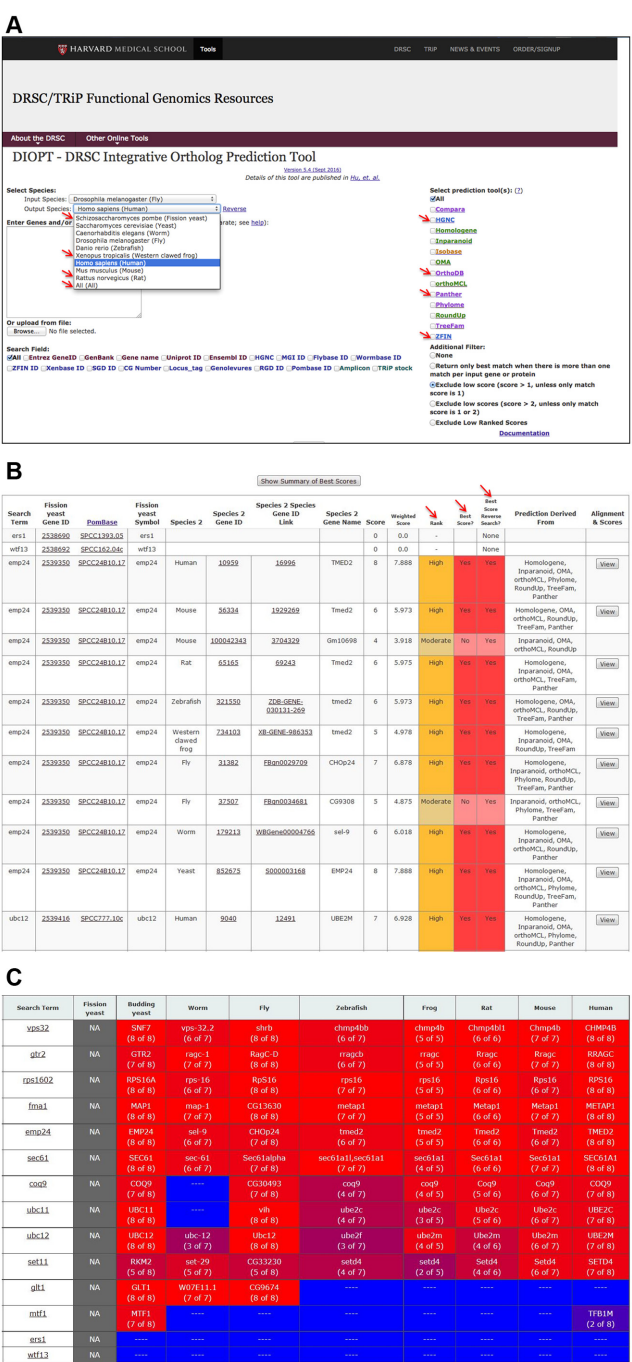 A
HARVARD MEDICAL SCHOOL Tools DRSC TRIP NEWS & EVENTS ORDER/SIGNUP
DRSC/TRiP Functional Genomics Resources
About the DRSC Other Online Tools
DIOPT - DRSC Integrative Ortholog Prediction Tool
Version 5.4 (Sept 2016)
Details of this tool are published in Hu, et. al.
Select Species:
Input Species: Drosophila melanogaster (Fly)
Output Species: Homo sapiens (Human) Reverse
Schizosaccharomyces pombe (Fission yeast)
Saccharomyces cerevisiae (Yeast)
Caenorhabditis elegans (Worm)
Drosophila melanogaster (Fly)
Danio rerio (Zebrafish)
Xenopus tropicalis (Western clawed frog)
Homo sapiens (Human)
Mus musculus (Mouse)
Rattus norvegicus (Rat)
All (All)
Enter Genes and/or arate; see help):
Or upload from file:
Browse... No file selected.
Search Field:
All Entrez GeneID GenBank Gene name Uniprot ID Ensembl ID HGNC MGI ID Flybase ID Wormbase ID
ZFIN ID Xenbase ID SGD ID CG Number Locus_tag Genolevures RGD ID Pombase ID Amplicon TRiP stock
Select prediction tool(s): (?)
All
Compara
HGNC
Homologene
Inparanoid
Isobase
OMA
OrthoDB
orthoMCL
Panther
Phylome
RoundUp
TreeFam
ZFIN
Additional Filter:
None
Return only best match when there is more than one
match per input gene or protein
Exclude low score (score > 1, unless only match
score is 1)
Exclude low scores (score > 2, unless only match
score is 1 or 2)
Exclude Low Ranked Scores
Documentation
B
Show Summary of Best Scores
Search Term Fission yeast Gene ID PomBase Fission yeast Symbol Species 2 Species 2 Gene ID Species 2 Species Gene ID Link Species 2 Gene Name Score Weighted Score Rank Best Score? Best Score Reverse Search? Prediction Derived From Alignment & Scores
ers1 2538690 SPCC1393.05 ers1 0 0.0 - None
wtf13 2538692 SPCC162.04c wtf13 0 0.0 - None
emp24 2539350 SPCC24B10.17 emp24 Human 10959 16996 TMED2 8 7.888 High Yes Yes Homologene, Inparanoid, OMA, orthoMCL, Phylome, RoundUp, TreeFam, Panther View
emp24 2539350 SPCC24B10.17 emp24 Mouse 56334 1929269 Tmed2 6 5.973 High Yes Yes Homologene, OMA, orthoMCL, RoundUp, TreeFam, Panther View
emp24 2539350 SPCC24B10.17 emp24 Mouse 100042343 3704329 Gm10698 4 3.918 Moderate No Yes Inparanoid, OMA, orthoMCL, RoundUp View
emp24 2539350 SPCC24B10.17 emp24 Rat 65165 69243 Tmed2 6 5.975 High Yes Yes Homologene, OMA, orthoMCL, RoundUp, TreeFam, Panther View
emp24 2539350 SPCC24B10.17 emp24 Zebrafish 321550 ZDB-GENE-030131-269 tmed2 6 5.973 High Yes Yes Homologene, OMA, orthoMCL, RoundUp, TreeFam, Panther View
emp24 2539350 SPCC24B10.17 emp24 Western clawed frog 734103 XB-GENE-986353 tmed2 5 4.978 High Yes Yes Homologene, Inparanoid, OMA, RoundUp, TreeFam View
emp24 2539350 SPCC24B10.17 emp24 Fly 31382 FBgn0029709 CHOp24 7 6.878 High Yes Yes Homologene, Inparanoid, orthoMCL, Phylome, RoundUp, TreeFam, Panther View
emp24 2539350 SPCC24B10.17 emp24 Fly 37507 FBgn0034681 CG9308 5 4.875 Moderate No Yes Inparanoid, orthoMCL, Phylome, TreeFam, Panther View
emp24 2539350 SPCC24B10.17 emp24 Worm 179213 WBGene00004766 sel-9 6 6.018 High Yes Yes Homologene, Inparanoid, OMA, orthoMCL, RoundUp, Panther View
emp24 2539350 SPCC24B10.17 emp24 Yeast 852675 S000003168 EMP24 8 7.888 High Yes Yes Homologene, Inparanoid, OMA, orthoMCL, Phylome, RoundUp, TreeFam, Panther View
ubc12 2539416 SPCC777.10c ubc12 Human 9040 12491 UBE2M 7 6.928 High Yes Yes Homologene, Inparanoid, OMA, orthoMCL, Phylome, RoundUp, Panther View
C
Search Term Fission yeast Budding yeast Worm Fly Zebrafish Frog Rat Mouse Human
vps32 NA SNF7 vps-32.2 shrb chmp4bb chmp4b Chmp4bl1 Chmp4b CHMP4B
(8 of 8) (6 of 7) (8 of 8) (6 of 7) (5 of 5) (6 of 6) (7 of 7) (8 of 8)
gtr2 NA GTR2 ragc-1 RagC-D rragcb rragc Rragc Rragc RRAGC
(7 of 8) (7 of 7) (8 of 8) (6 of 7) (5 of 5) (6 of 6) (7 of 7) (8 of 8)
rps1602 NA RPS16A rps-16 RpS16 rps16 rps16 Rps16 Rps16 RPS16
(8 of 8) (6 of 7) (8 of 8) (7 of 7) (5 of 5) (6 of 6) (6 of 7) (8 of 8)
fma1 NA MAP1 map-1 CG13630 metap1 metap1 Metap1 Metap1 METAP1
(8 of 8) (7 of 7) (8 of 8) (7 of 7) (5 of 5) (6 of 6) (7 of 7) (8 of 8)
emp24 NA EMP24 sel-9 CHOp24 tmed2 tmed2 Tmed2 Tmed2 TMED2
(8 of 8) (6 of 7) (7 of 8) (6 of 7) (5 of 5) (6 of 6) (6 of 7) (8 of 8)
sec61 NA SEC61 sec-61 Sec61alpha sec61a1l,sec61a1 sec61a1 Sec61a1 Sec61a1 SEC61A1
(8 of 8) (6 of 7) (7 of 8) (7 of 7) (4 of 5) (6 of 6) (7 of 7) (8 of 8)
coq9 NA COQ9 ---- CG30493 coq9 coq9 Coq9 Coq9 COQ9
(7 of 8) (7 of 8) (4 of 7) (4 of 5) (5 of 6) (6 of 7) (7 of 8)
ubc11 NA UBC11 ---- vih ube2c ube2c Ube2c Ube2c UBE2C
(8 of 8) (8 of 8) (4 of 7) (3 of 5) (5 of 6) (6 of 7) (7 of 8)
ubc12 NA UBC12 ubc-12 Ubc12 ube2f ube2m Ube2m Ube2m UBE2M
(7 of 8) (3 of 7) (8 of 8) (3 of 7) (4 of 5) (5 of 6) (6 of 7) (7 of 8)
set11 NA RKM2 set-29 CG33230 setd4 setd4 Setd4 Setd4 SETD4
(5 of 8) (5 of 7) (5 of 8) (4 of 7) (2 of 5) (4 of 6) (6 of 7) (7 of 8)
glt1 NA GLT1 W07E11.1 CG9674 ---- ---- ---- ---- ----
(8 of 8) (7 of 7) (8 of 8)
mtf1 NA MTF1 ---- ---- ---- ---- ---- ---- TFB1M
(7 of 8) (2 of 8)
ers1 NA ---- ---- ---- ---- ---- ---- ---- ----
wtf13 NA ---- ---- ---- ---- ---- ---- ---- ----